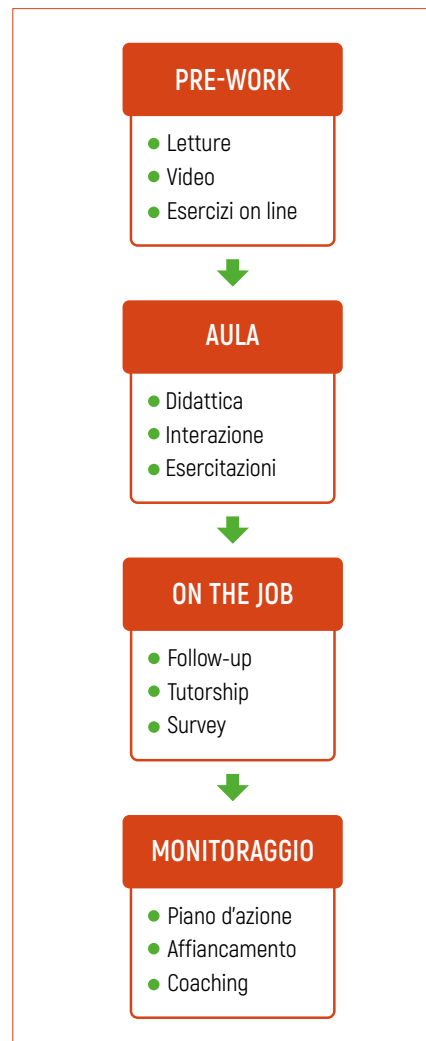 PRE-WORK
Letture
Video
Esercizi on line
AULA
Didattica
Interazione
Esercitazioni
ON THE JOB
Follow-up
Tutorship
Survey
MONITORAGGIO
Piano d'azione
Affiancamento
Coaching